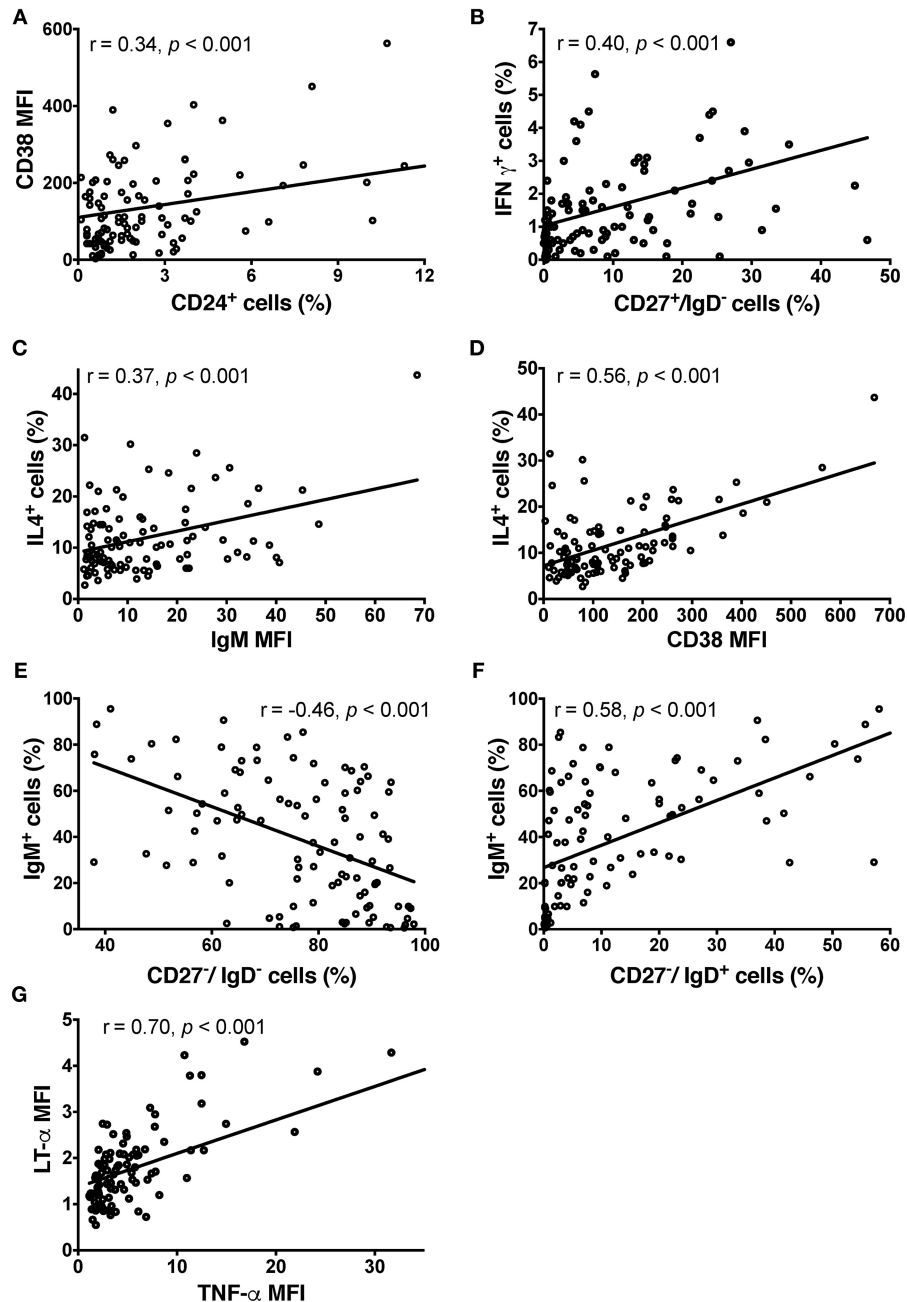 A
r = 0.34, p < 0.001
CD38 MFI
600
400
200
0
0 3 6 9 12
CD24⁺ cells (%)
B
r = 0.40, p < 0.001
IFN γ⁺ cells (%)
7
6
5
4
3
2
1
0
0 10 20 30 40 50
CD27⁺/IgD⁻ cells (%)
C
r = 0.37, p < 0.001
IL4⁺ cells (%)
40
30
20
10
0
0 10 20 30 40 50 60 70
IgM MFI
D
r = 0.56, p < 0.001
IL4⁺ cells (%)
50
40
30
20
10
0
0 100 200 300 400 500 600 700
CD38 MFI
E
r = -0.46, p < 0.001
IgM⁺ cells (%)
100
80
60
40
20
0
40 60 80 100
CD27⁻/ IgD⁻ cells (%)
F
r = 0.58, p < 0.001
IgM⁺ cells (%)
100
80
60
40
20
0
0 10 20 30 40 50 60
CD27⁻/ IgD⁺ cells (%)
G
r = 0.70, p < 0.001
LT-α MFI
5
4
3
2
1
0
0 10 20 30
TNF-α MFI